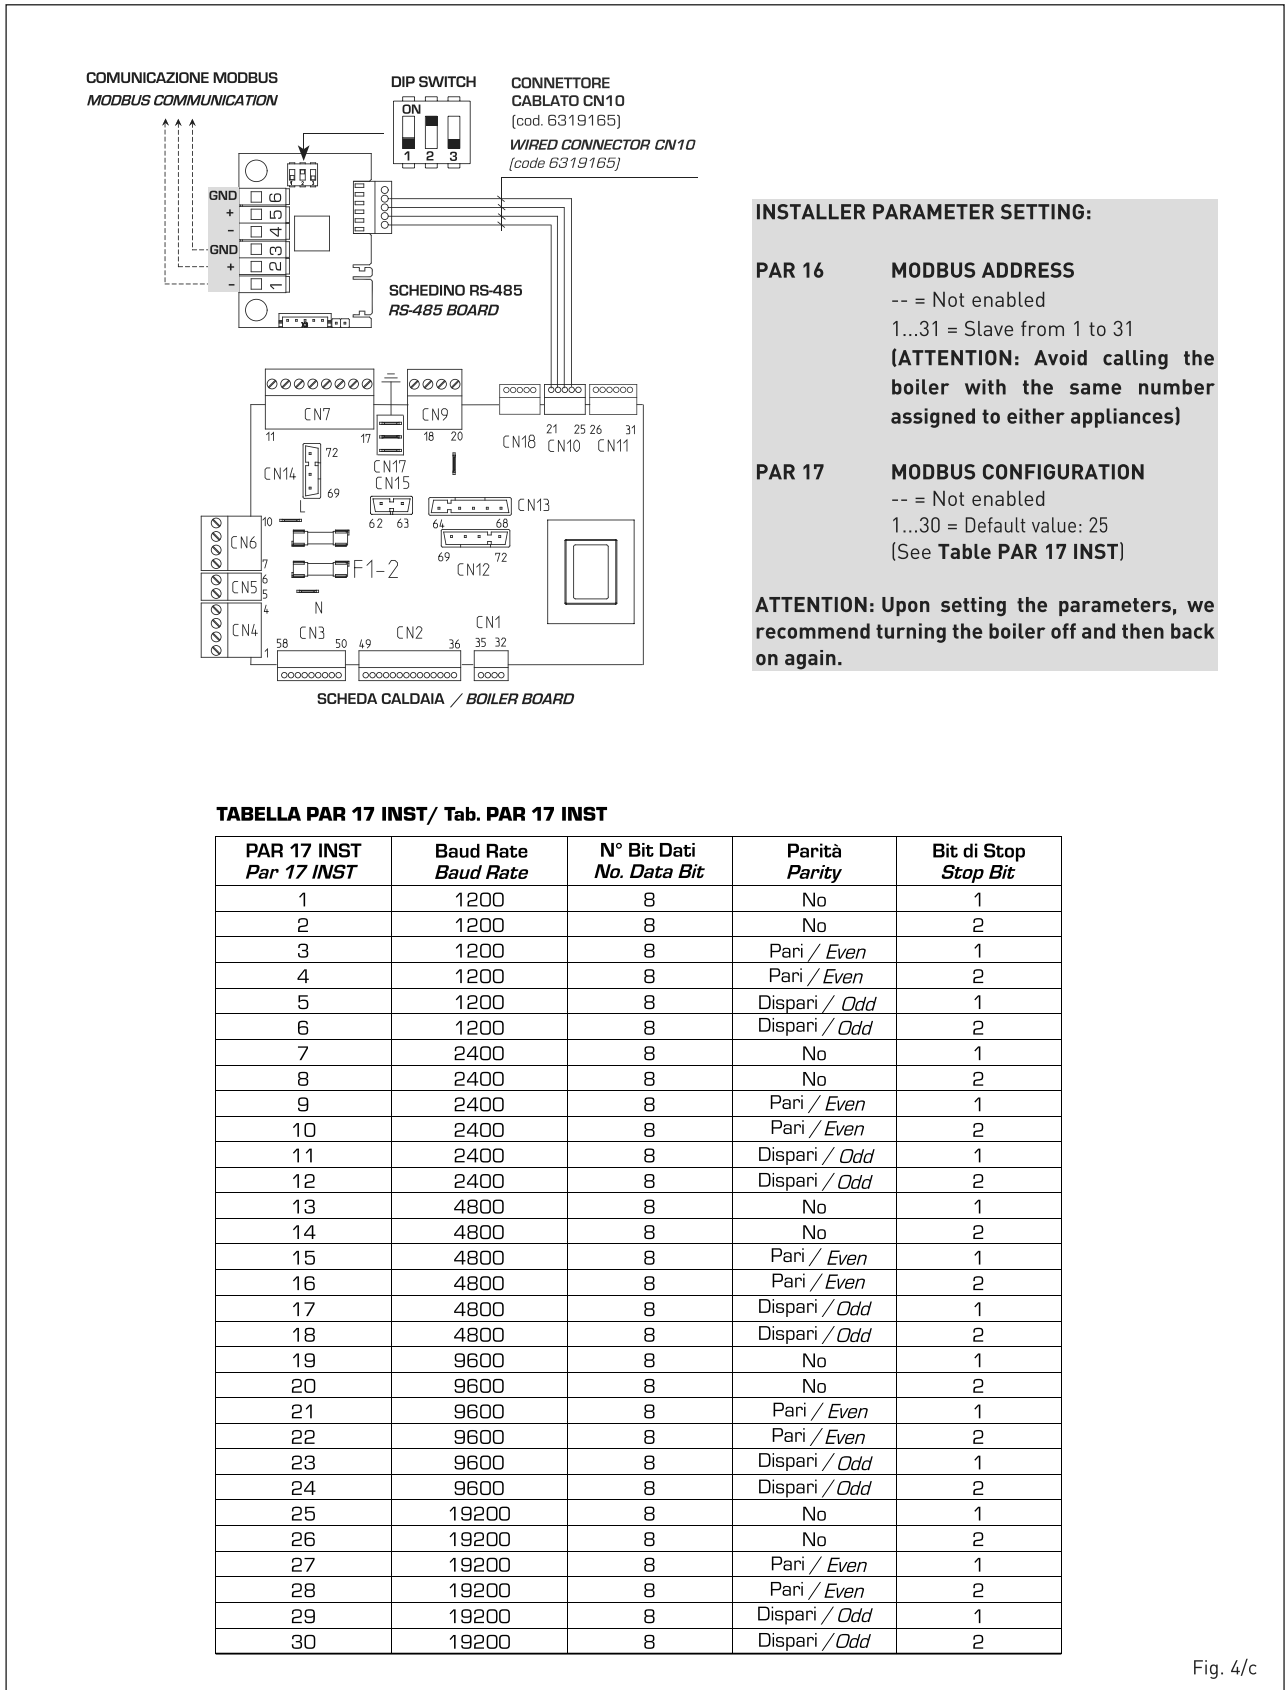 COMUNICAZIONE MODBUS
MODBUS COMMUNICATION
DIP SWITCH
ON
1 2 3
CONNETTORE
CABLATO CN10
(cod. 6319165)
WIRED CONNECTOR CN10
(code 6319165)
GND 6
+ 5
- 4
GND 3
+ 2
- 1
SCHEDINO RS-485
RS-485 BOARD
CN7
11 17
CN9
18 20
CN18
21 25
CN10
26 31
CN11
CN17
CN14
72
69
CN15
62 63
CN13
64 68
CN12
69 72
L
10
CN6
7
6
CN5
5
4
CN4
1
F1-2
N
CN3
58 50
CN2
49 36
CN1
35 32
SCHEDA CALDAIA / BOILER BOARD
INSTALLER PARAMETER SETTING:
PAR 16 MODBUS ADDRESS
-- = Not enabled
1...31 = Slave from 1 to 31
(ATTENTION: Avoid calling the
boiler with the same number
assigned to either appliances)
PAR 17 MODBUS CONFIGURATION
-- = Not enabled
1...30 = Default value: 25
(See Table PAR 17 INST)
ATTENTION: Upon setting the parameters, we
recommend turning the boiler off and then back
on again.
TABELLA PAR 17 INST/ Tab. PAR 17 INST
PAR 17 INST Baud Rate N° Bit Dati Parità Bit di Stop
Par 17 INST Baud Rate No. Data Bit Parity Stop Bit
1 1200 8 No 1
2 1200 8 No 2
3 1200 8 Pari / Even 1
4 1200 8 Pari / Even 2
5 1200 8 Dispari / Odd 1
6 1200 8 Dispari / Odd 2
7 2400 8 No 1
8 2400 8 No 2
9 2400 8 Pari / Even 1
10 2400 8 Pari / Even 2
11 2400 8 Dispari / Odd 1
12 2400 8 Dispari / Odd 2
13 4800 8 No 1
14 4800 8 No 2
15 4800 8 Pari / Even 1
16 4800 8 Pari / Even 2
17 4800 8 Dispari / Odd 1
18 4800 8 Dispari / Odd 2
19 9600 8 No 1
20 9600 8 No 2
21 9600 8 Pari / Even 1
22 9600 8 Pari / Even 2
23 9600 8 Dispari / Odd 1
24 9600 8 Dispari / Odd 2
25 19200 8 No 1
26 19200 8 No 2
27 19200 8 Pari / Even 1
28 19200 8 Pari / Even 2
29 19200 8 Dispari / Odd 1
30 19200 8 Dispari / Odd 2
Fig. 4/c